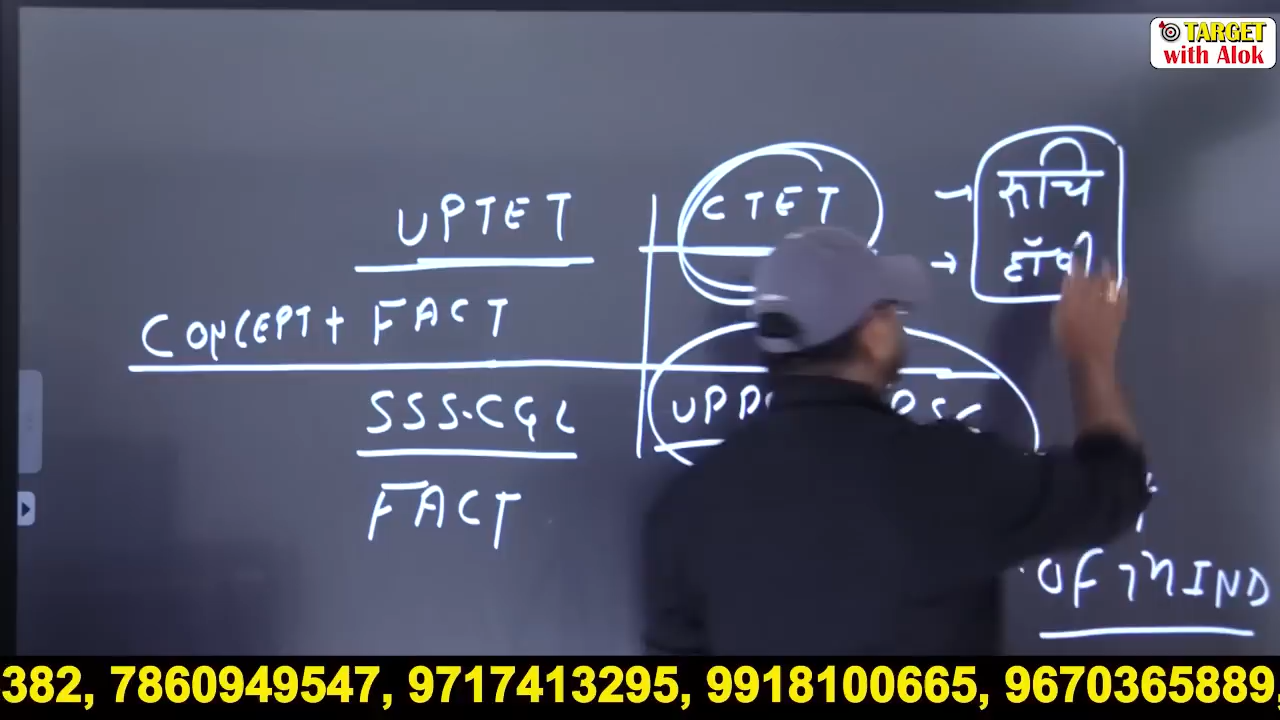 TARGET
with Alok
UPTET
CTET
→ रुचि
→ हॉबी
CONCEPT + FACT
SSS.CGL
FACT
OF MIND
382, 7860949547, 9717413295, 9918100665, 9670365889,